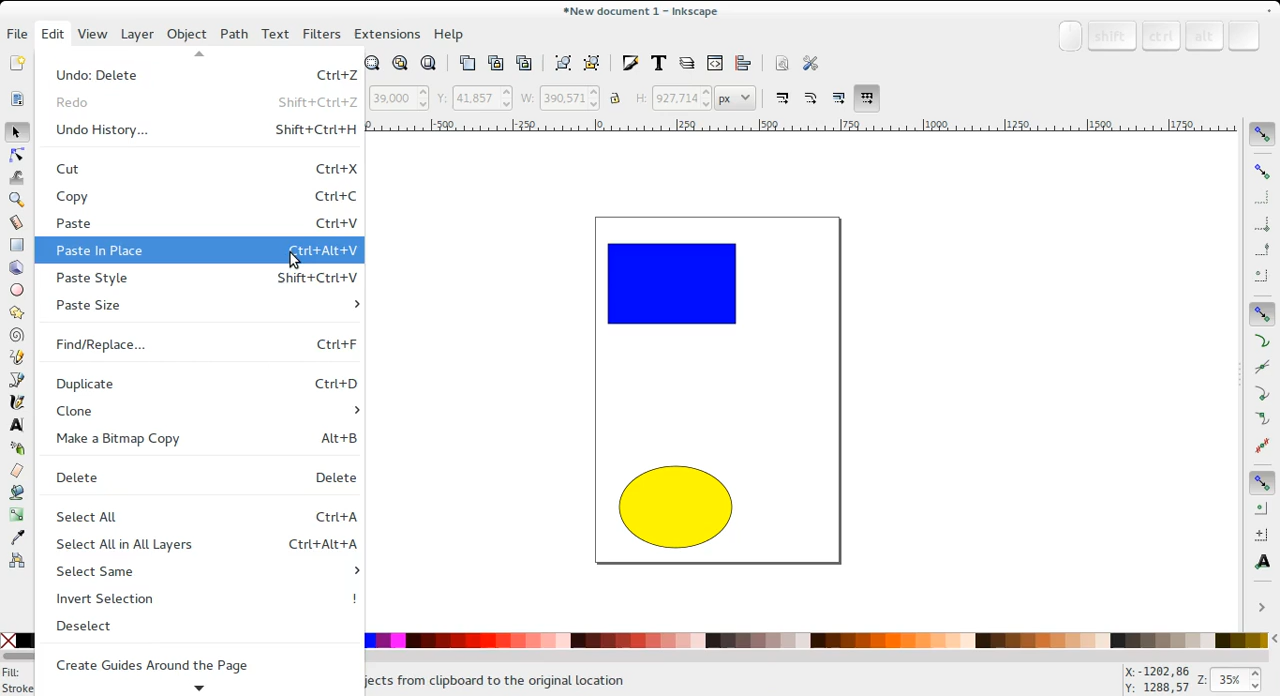 *New document 1 - Inkscape
File Edit View Layer Object Path Text Filters Extensions Help
shift ctrl alt
Undo: Delete Ctrl+Z
39,000 Y: 41,857 W: 390,571 H: 927,714 px
Redo Shift+Ctrl+Z
Undo History... Shift+Ctrl+H
0 -500 -250 0 250 500 750 1000 1250 1500 1750
Cut Ctrl+X
Copy Ctrl+C
Paste Ctrl+V
Paste In Place Ctrl+Alt+V
Paste Style Shift+Ctrl+V
Paste Size
Find/Replace... Ctrl+F
Duplicate Ctrl+D
Clone
Make a Bitmap Copy Alt+B
Delete Delete
Select All Ctrl+A
Select All in All Layers Ctrl+Alt+A
Select Same
Invert Selection !
Deselect
Create Guides Around the Page
Fill:
Stroke
jects from clipboard to the original location
X: -1202,86
Y: 1288,57
Z: 35%